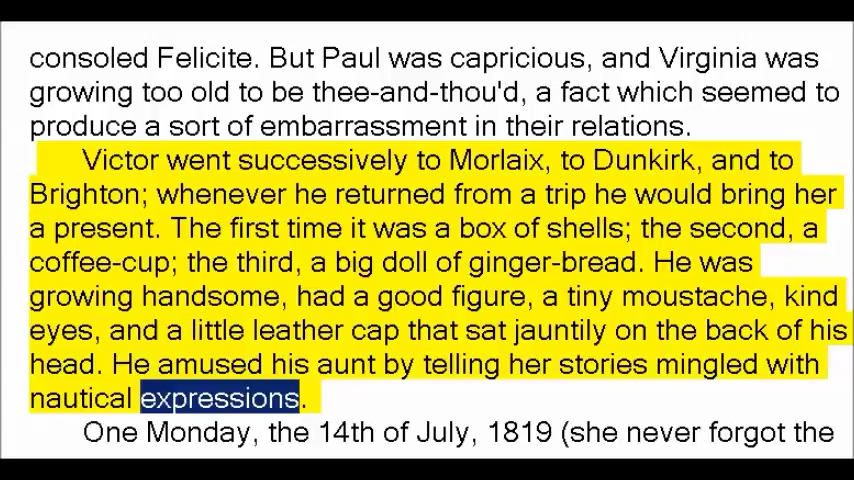 consoled Felicite. But Paul was capricious, and Virginia was
growing too old to be thee-and-thou'd, a fact which seemed to
produce a sort of embarrassment in their relations.
Victor went successively to Morlaix, to Dunkirk, and to
Brighton; whenever he returned from a trip he would bring her
a present. The first time it was a box of shells; the second, a
coffee-cup; the third, a big doll of ginger-bread. He was
growing handsome, had a good figure, a tiny moustache, kind
eyes, and a little leather cap that sat jauntily on the back of his
head. He amused his aunt by telling her stories mingled with
nautical expressions.
One Monday, the 14th of July, 1819 (she never forgot the